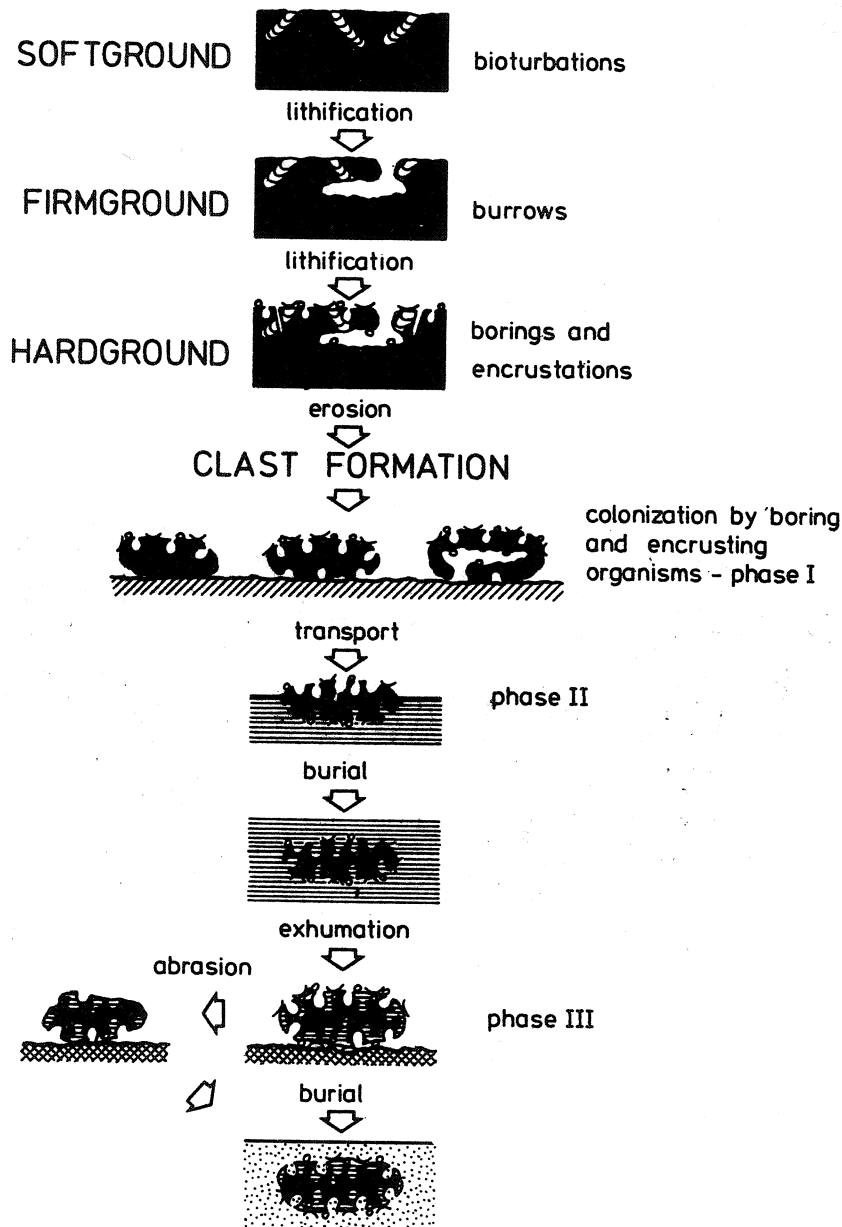 SOFTGROUND
bioturbations
lithification
FIRMGROUND
burrows
lithification
HARDGROUND
borings and
encrustations
erosion
CLAST FORMATION
colonization by boring
and encrusting
organisms - phase I
transport
phase II
burial
exhumation
abrasion
phase III
burial